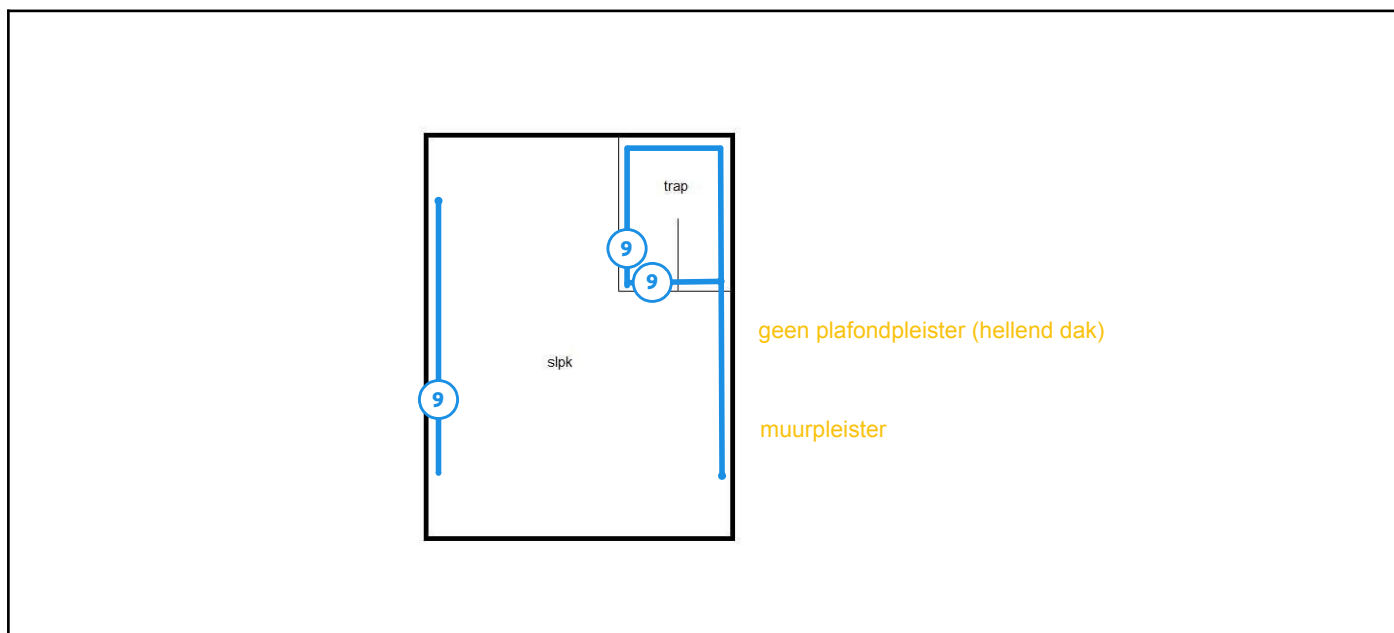 trap
9
9
geen plafondpleister (hellend dak)
slpk
9
muurpleister